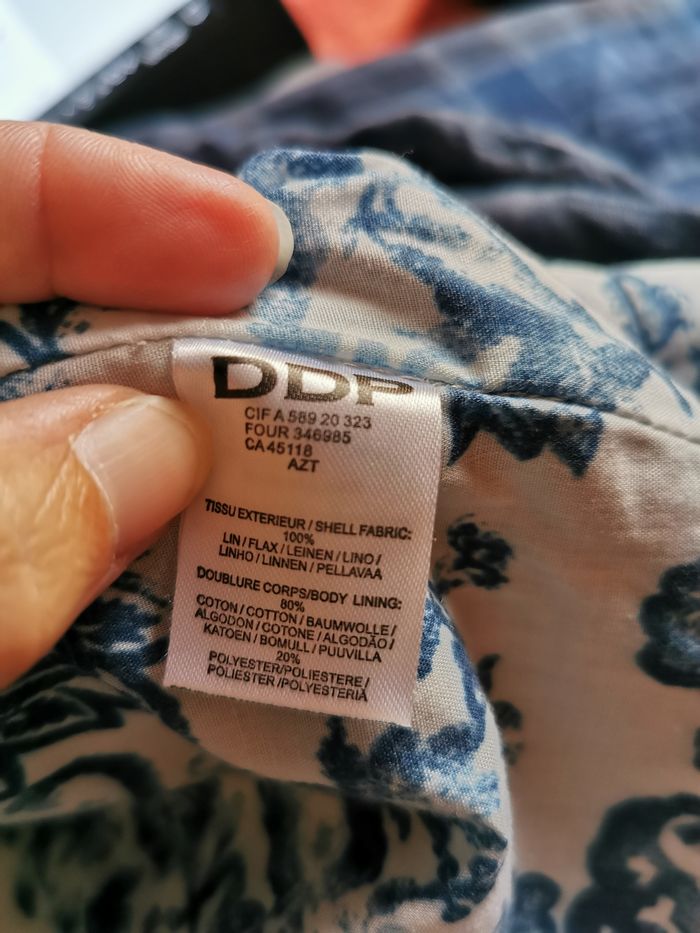 DDP
CIF A 589 20 323
FOUR 346985
CA 45118
AZT
TISSU EXTERIEUR / SHELL FABRIC:
100%
LIN / FLAX / LEINEN / LINO /
LINHO / LINNEN / PELLAVAA
DOUBLURE CORPS/BODY LINING:
80%
COTON / COTTON / BAUMWOLLE /
ALGODON / COTONE / ALGODÃO /
KATOEN / BOMULL / PUUVILLA
20%
POLYESTER/POLIESTERE /
POLIESTER /POLYESTERIÀ